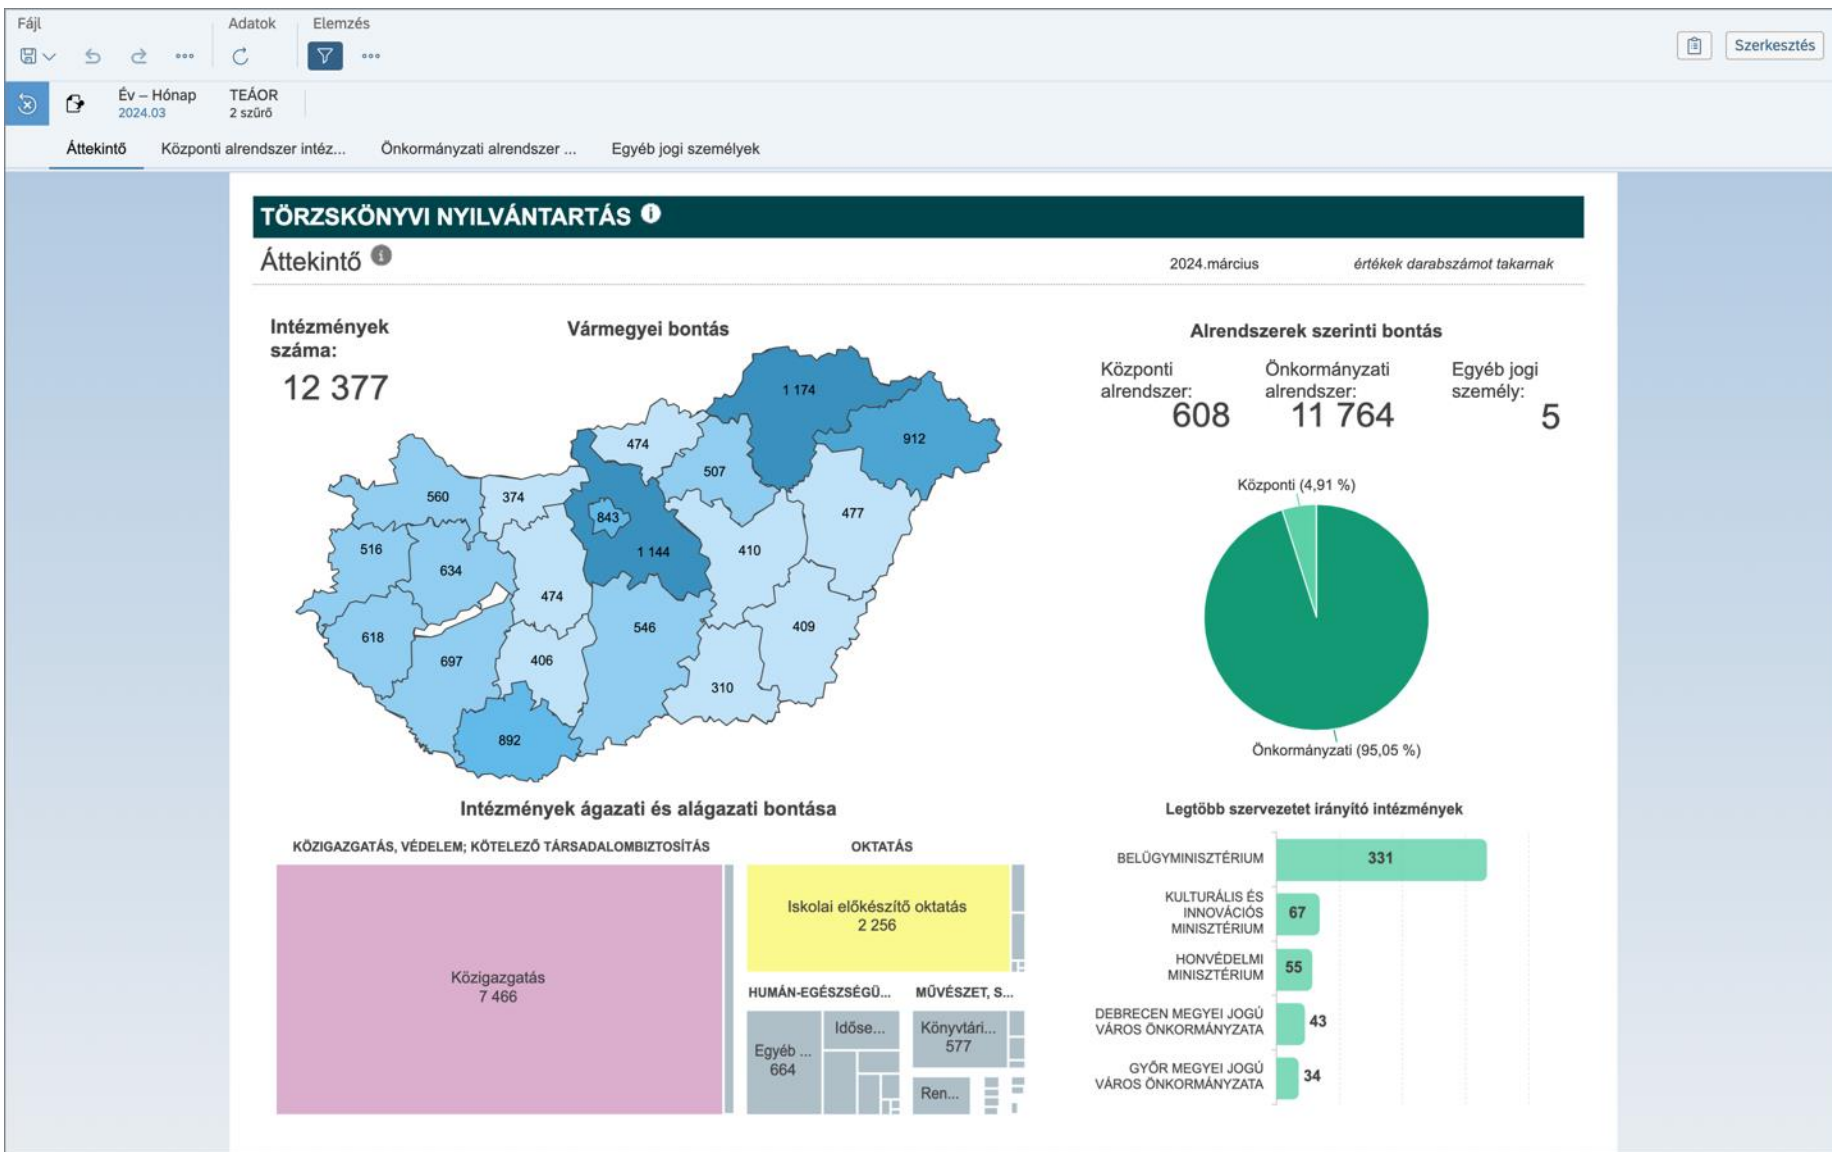 Fájl
Adatok
Elemzés
Szerkesztés
Év – Hónap
2024.03
TEÁOR
2 szűrő
Áttekintő
Központi alrendszer intéz...
Önkormányzati alrendszer ...
Egyéb jogi személyek
TÖRZSKÖNYVI NYILVÁNTARTÁS
Áttekintő
2024.március
értékek darabszámot takarnak
Intézmények
száma:
12 377
Vármegyei bontás
1 174
912
474
507
560
374
843
477
516
634
1 144
410
474
546
409
618
697
406
310
892
Alrendszerek szerinti bontás
Központi
alrendszer:
608
Önkormányzati
alrendszer:
11 764
Egyéb jogi
személy:
5
Központi (4,91 %)
Önkormányzati (95,05 %)
Intézmények ágazati és alágazati bontása
KÖZIGAZGATÁS, VÉDELEM; KÖTELEZŐ TÁRSADALOMBIZTOSÍTÁS
Közigazgatás
7 466
OKTATÁS
Iskolai előkészítő oktatás
2 256
HUMÁN-EGÉSZSÉGÜ...
Egyéb ...
664
Időse...
MŰVÉSZET, S...
Könyvtári...
577
Ren...
Legtöbb szervezetet irányító intézmények
BELÜGYMINISZTÉRIUM
331
KULTURÁLIS ÉS
INNOVÁCIÓS
MINISZTÉRIUM
67
HONVÉDELMI
MINISZTÉRIUM
55
DEBRECEN MEGYEI JOGÚ
VÁROS ÖNKORMÁNYZATA
43
GYŐR MEGYEI JOGÚ
VÁROS ÖNKORMÁNYZATA
34